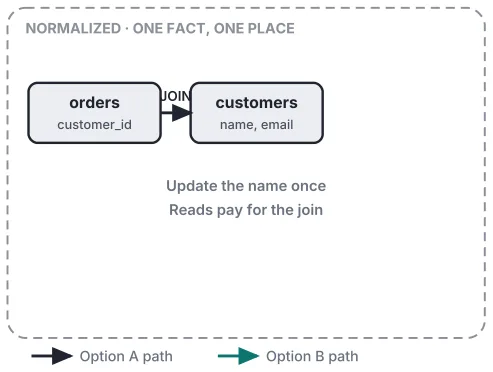 NORMALIZED · ONE FACT, ONE PLACE
orders
customer_id
JOIN
customers
name, email
Update the name once
Reads pay for the join
Option A path
Option B path